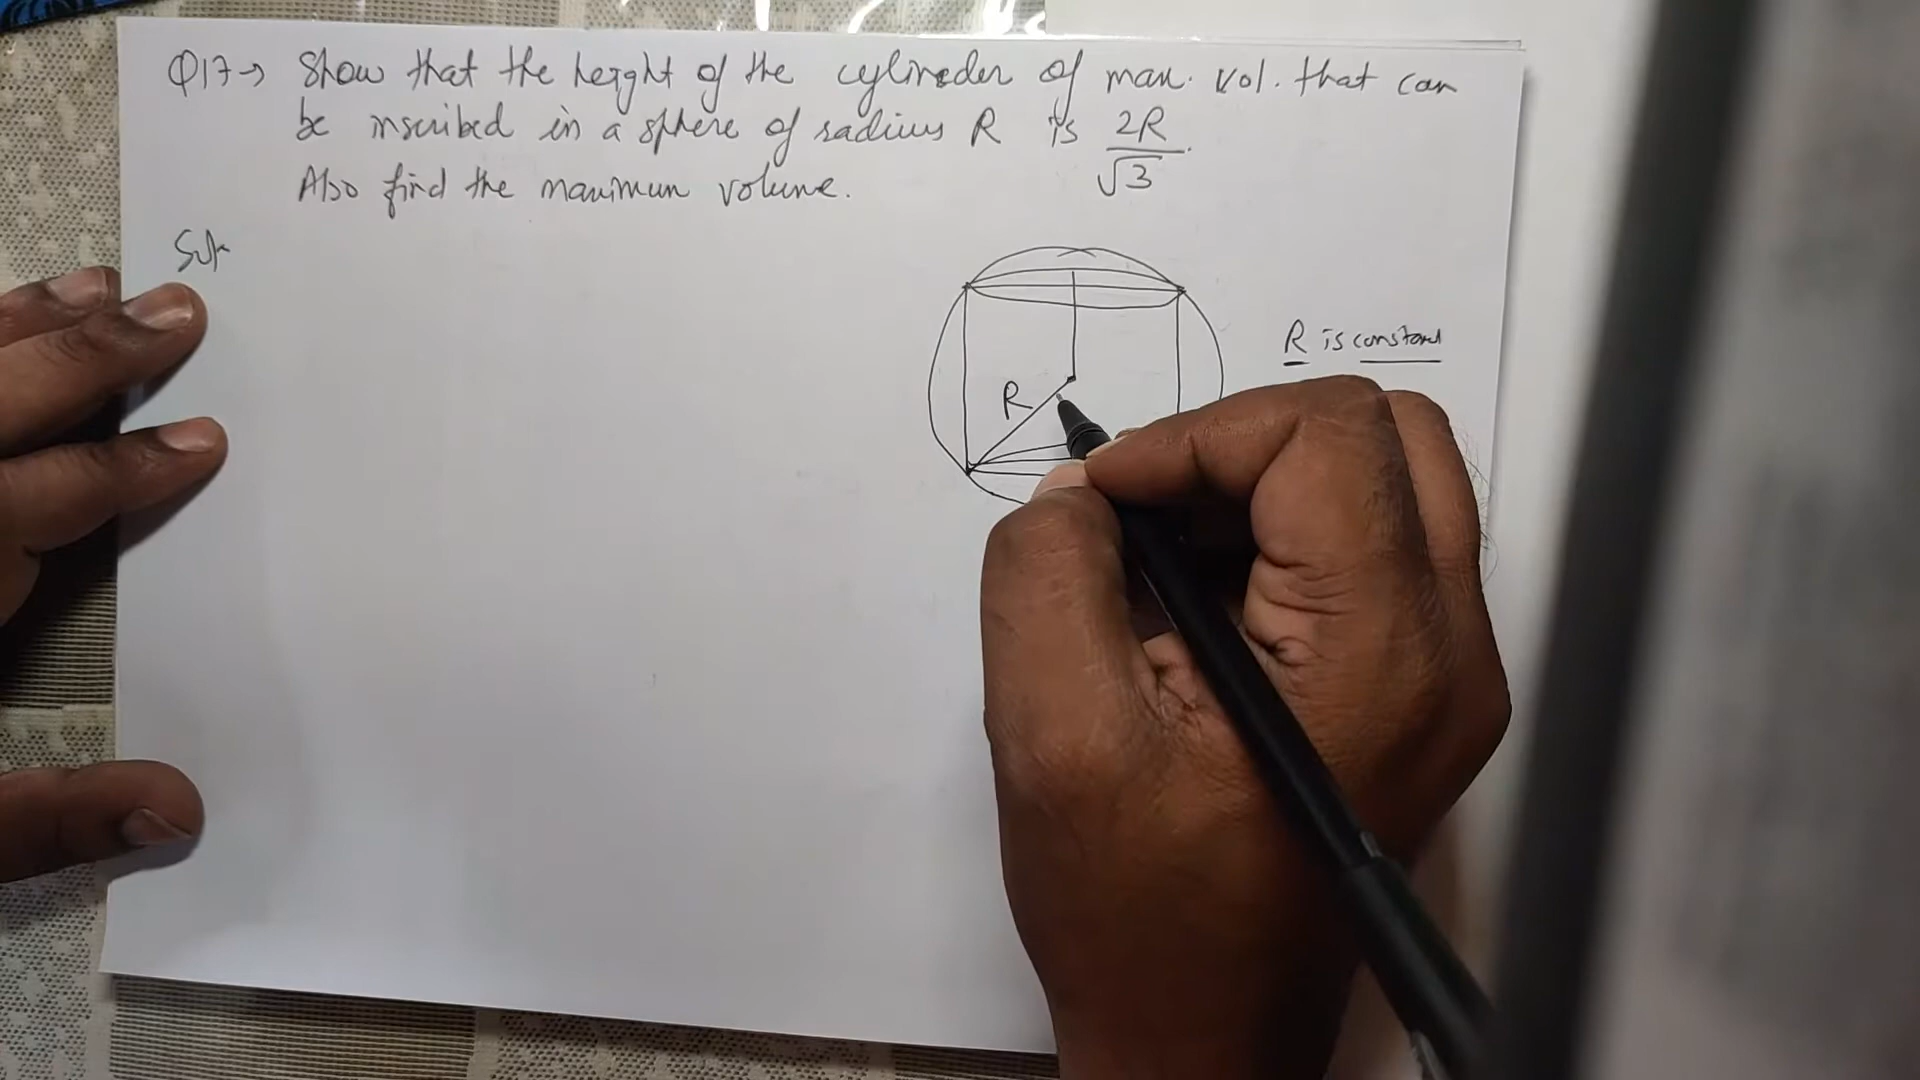 Q17→ Show that the height of the cylinder of max. vol. that can
be inscribed in a sphere of radius R is 2R/√3.
Also find the maximum volume.
Soln
R is constant
R